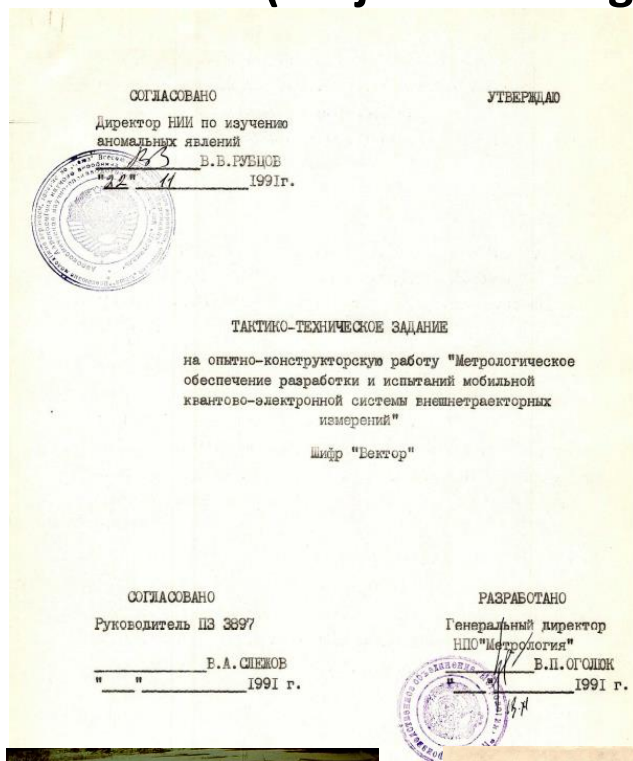 СОГЛАСОВАНО
Директор НИИ по изучению
аномальных явлений
В.В.РУБЦОВ
"22" 11 1991г.
УТВЕРЖДАЮ
ТАКТИКО-ТЕХНИЧЕСКОЕ ЗАДАНИЕ
на опытно-конструкторскую работу "Метрологическое
обеспечение разработки и испытаний мобильной
квантово-электронной системы внешнетраекторных
измерений"
Шифр "Вектор"
СОГЛАСОВАНО
Руководитель ПЗ 3897
В.А.СЛЕЖОВ
"__"__________1991 г.
РАЗРАБОТАНО
Генеральный директор
НПО"Метрология"
В.П.ОГОЛЮК
1991 г.